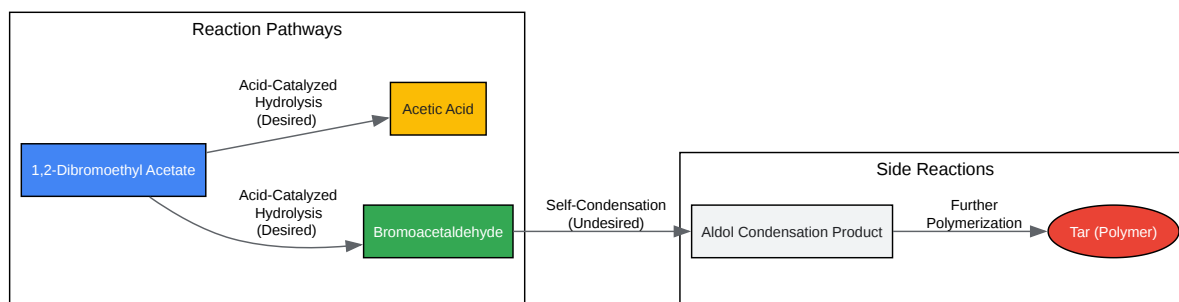 Reaction Pathways
Acid-Catalyzed
Hydrolysis
(Desired)
Acetic Acid
1,2-Dibromoethyl Acetate
Acid-Catalyzed
Hydrolysis
(Desired)
Bromoacetaldehyde
Self-Condensation
(Undesired)
Side Reactions
Aldol Condensation Product
Further
Polymerization
Tar (Polymer)